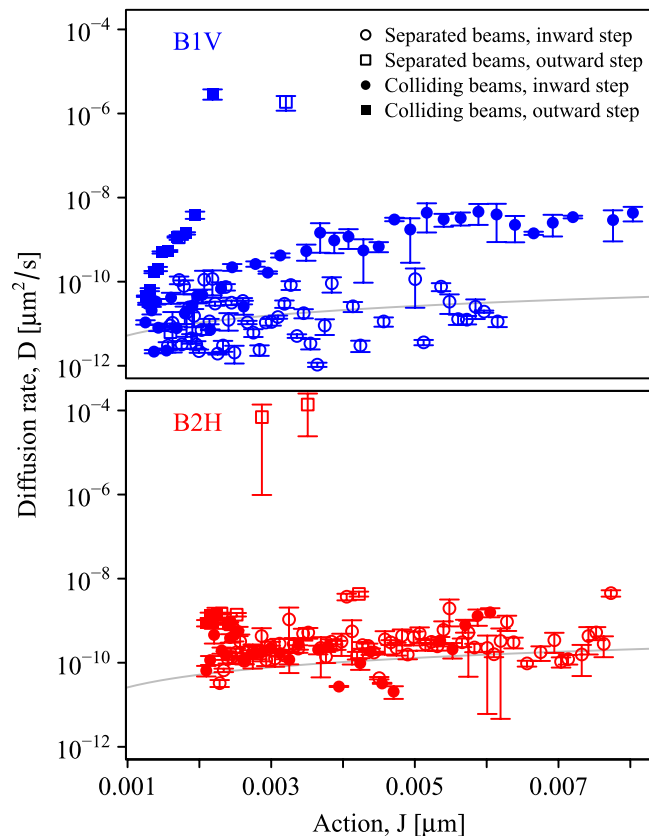 B1V
Separated beams, inward step
Separated beams, outward step
Colliding beams, inward step
Colliding beams, outward step
10⁻⁴
10⁻⁶
10⁻⁸
10⁻¹⁰
10⁻¹²
B2H
10⁻⁴
10⁻⁶
10⁻⁸
10⁻¹⁰
10⁻¹²
Diffusion rate, D [μm²/s]
0.001 0.003 0.005 0.007
Action, J [μm]